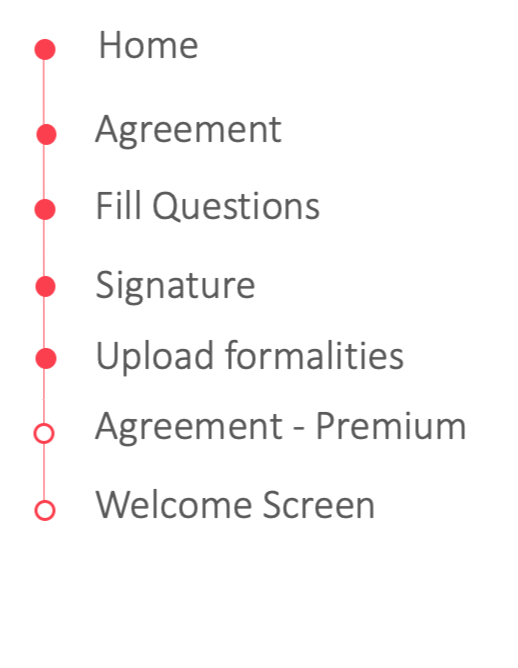 Home
Agreement
Fill Questions
Signature
Upload formalities
Agreement - Premium
Welcome Screen